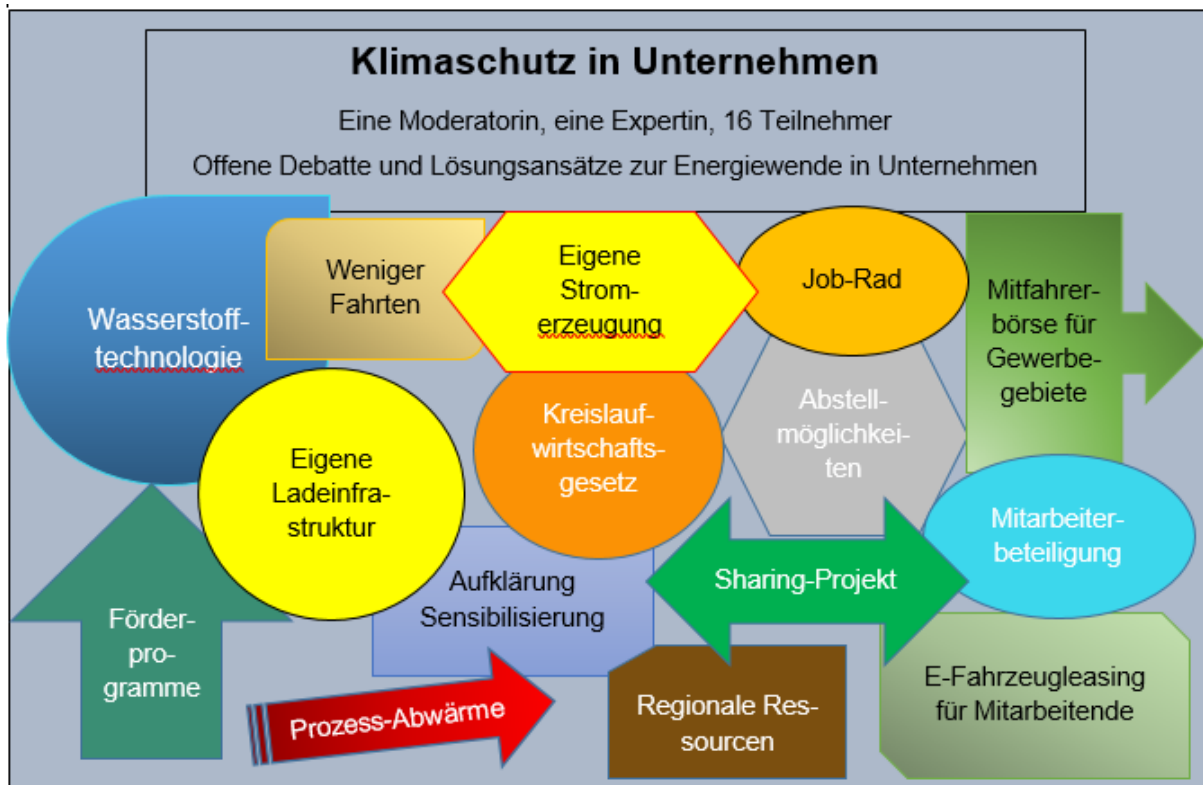 Klimaschutz in Unternehmen
Eine Moderatorin, eine Expertin, 16 Teilnehmer
Offene Debatte und Lösungsansätze zur Energiewende in Unternehmen
Wasserstoff-
technologie
Weniger
Fahrten
Eigene
Strom-
erzeugung
Job-Rad
Mitfahrer-
börse für
Gewerbe-
gebiete
Eigene
Ladeinfra-
struktur
Kreislauf-
wirtschafts-
gesetz
Abstell-
möglichkei-
ten
Mitarbeiter-
beteiligung
Förder-
pro-
gramme
Aufklärung
Sensibilisierung
Sharing-Projekt
Prozess-Abwärme
Regionale Res-
sourcen
E-Fahrzeugleasing
für Mitarbeitende